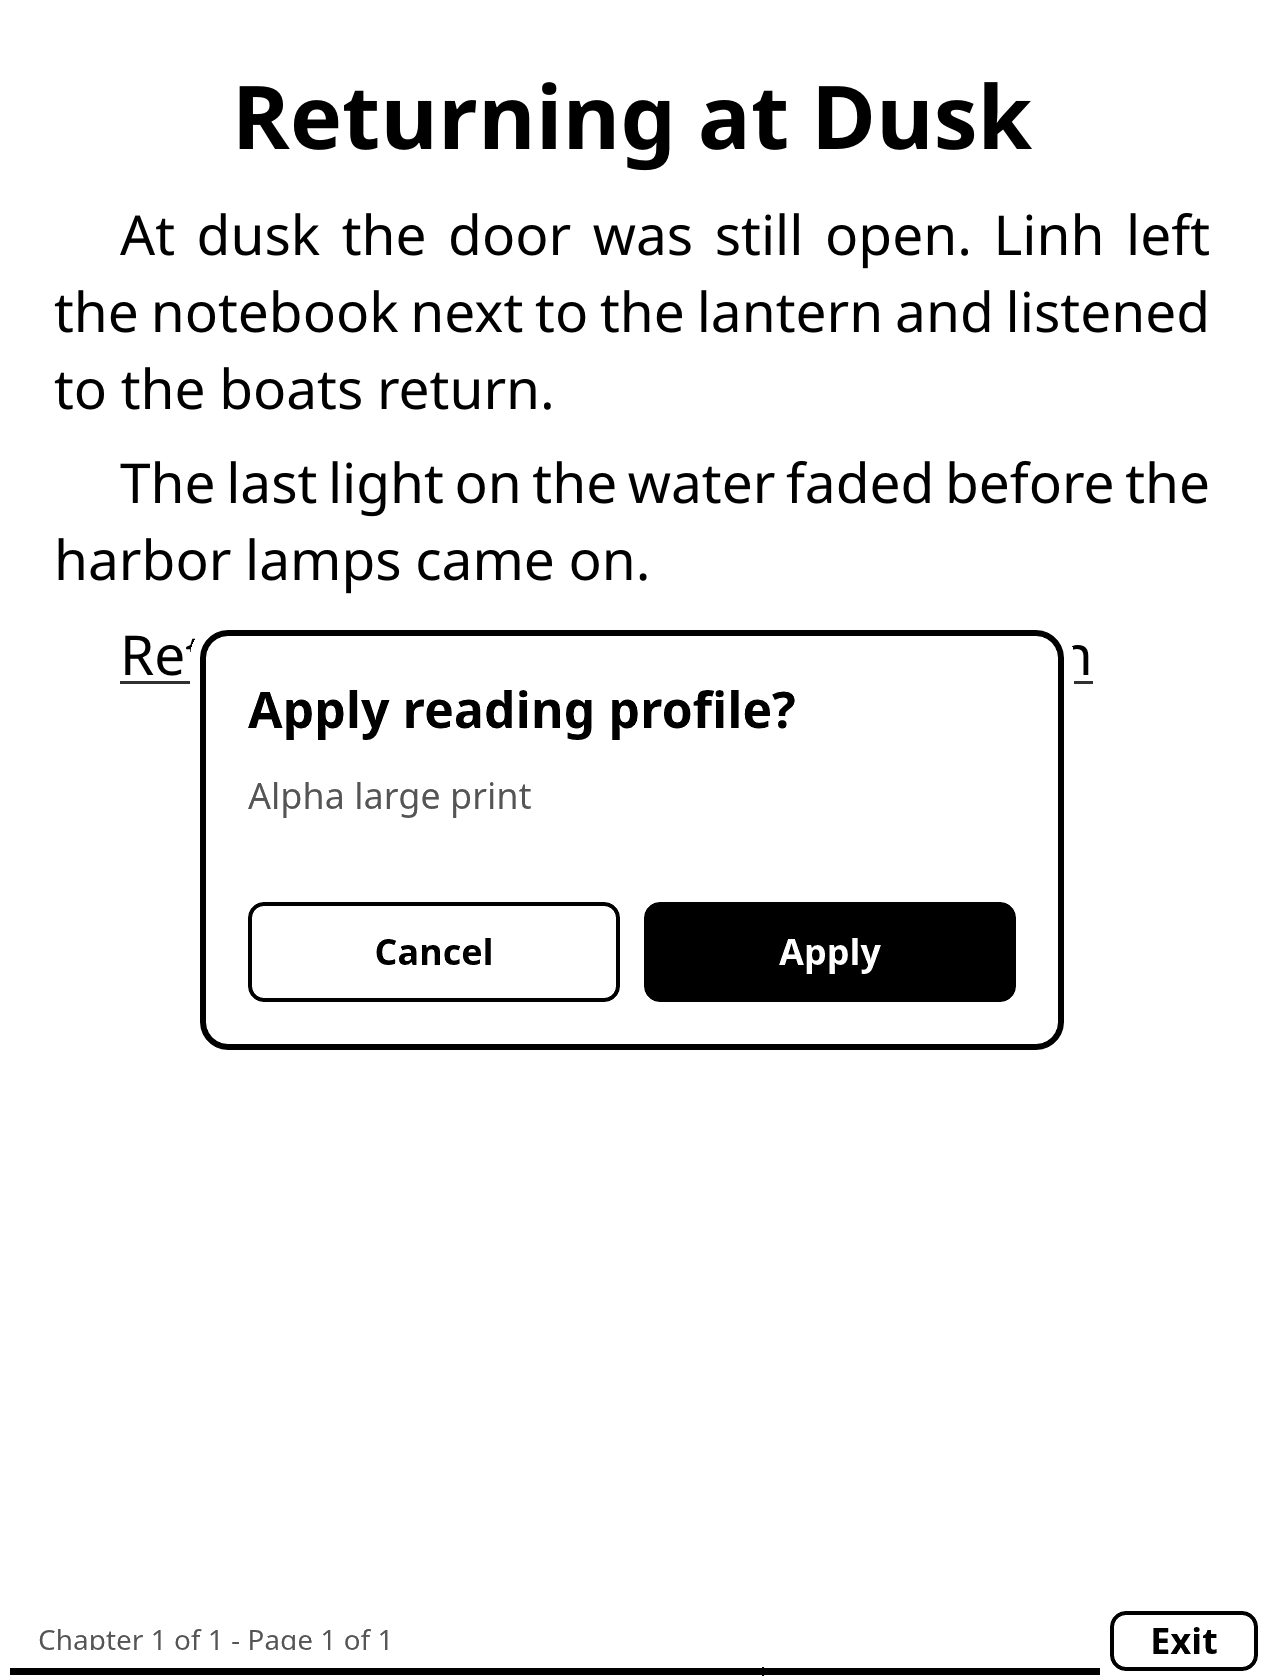 Returning at Dusk
At dusk the door was still open. Linh left
the notebook next to the lantern and listened
to the boats return.
The last light on the water faded before the
harbor lamps came on.
Apply reading profile?
Alpha large print
Cancel
Apply
Chapter 1 of 1 - Page 1 of 1
Exit